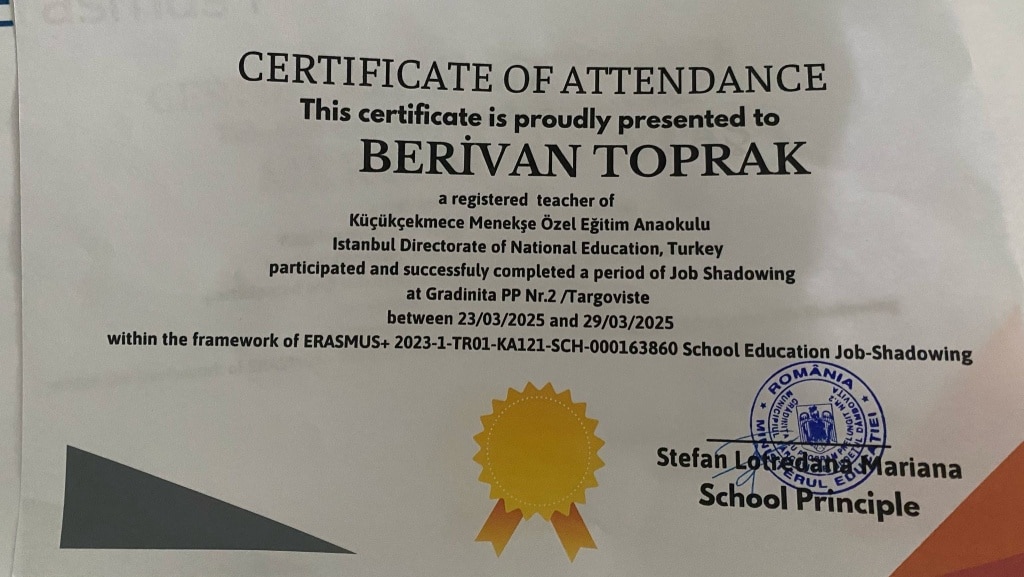 CERTIFICATE OF ATTENDANCE
This certificate is proudly presented to
BERİVAN TOPRAK
a registered teacher of
Küçükçekmece Menekşe Özel Eğitim Anaokulu
Istanbul Directorate of National Education, Turkey
participated and successfuly completed a period of Job Shadowing
at Gradinita PP Nr.2 /Targoviste
between 23/03/2025 and 29/03/2025
within the framework of ERASMUS+ 2023-1-TR01-KA121-SCH-000163860 School Education Job-Shadowing
ROMÂNIA
MINISTERUL EDUCAȚIEI
Stefan Lotredana Mariana
School Principle